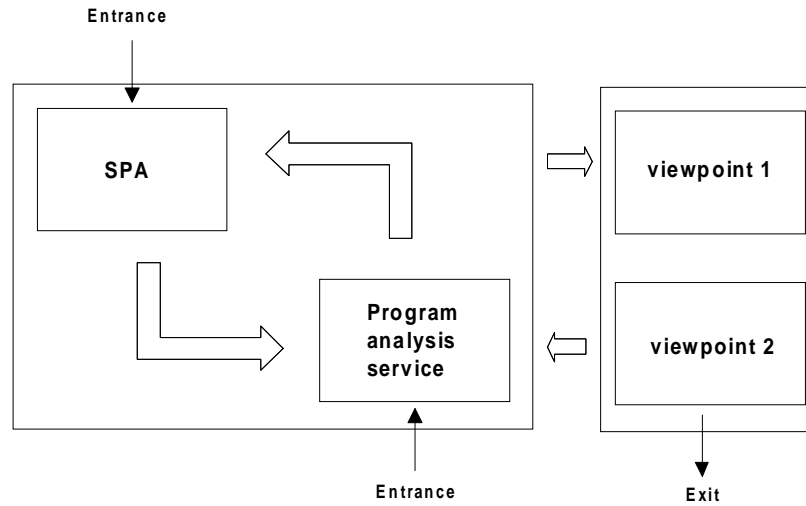 Entrance
SPA
viewpoint 1
Program
analysis
service
viewpoint 2
Entrance
Exit